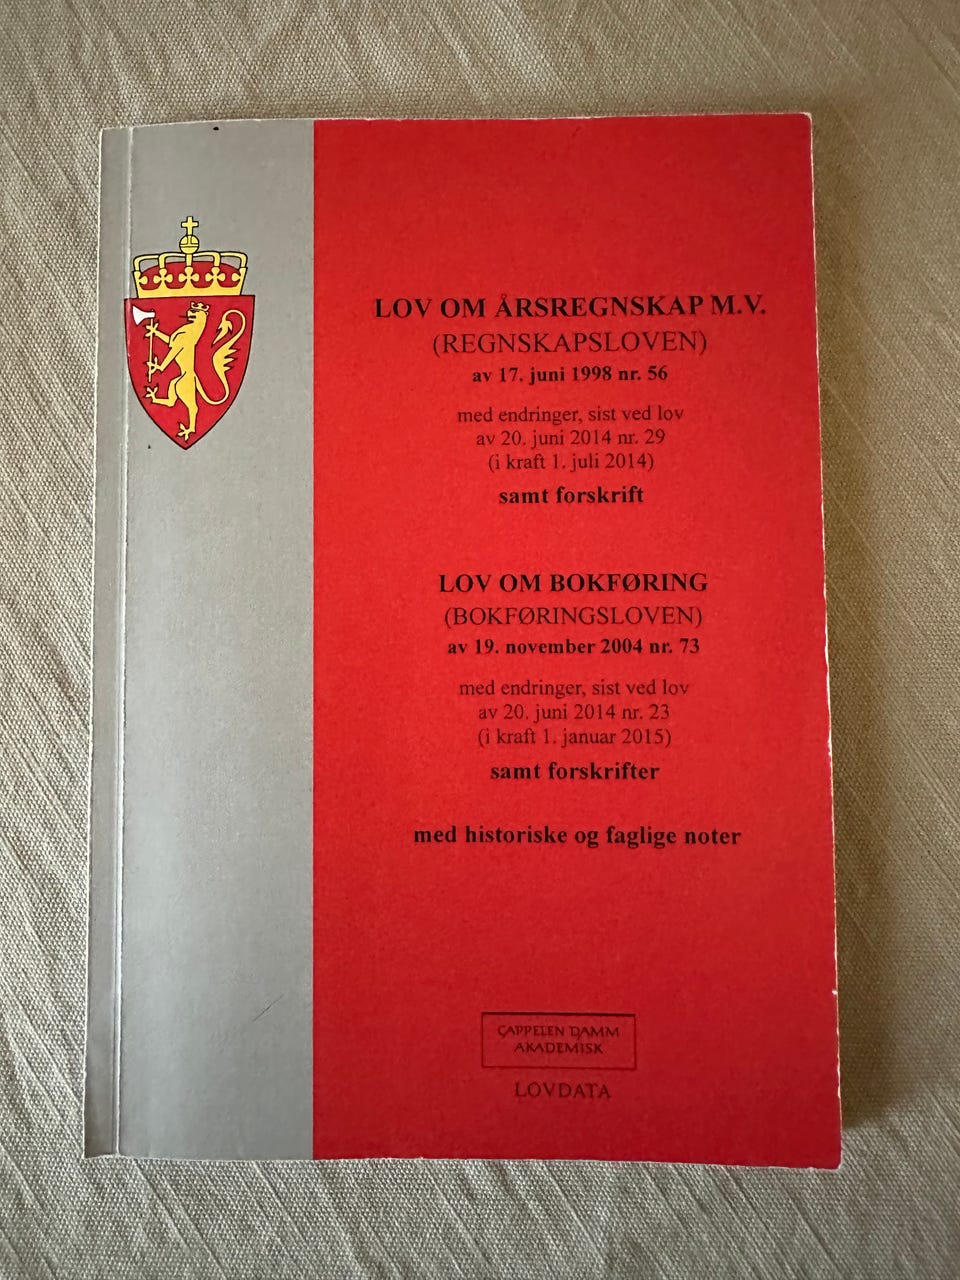 LOV OM ÅRSREGNSKAP M.V.
(REGNSKAPSLOVEN)
av 17. juni 1998 nr. 56
med endringer, sist ved lov
av 20. juni 2014 nr. 29
(i kraft 1. juli 2014)
samt forskrift
LOV OM BOKFØRING
(BOKFØRINGSLOVEN)
av 19. november 2004 nr. 73
med endringer, sist ved lov
av 20. juni 2014 nr. 23
(i kraft 1. januar 2015)
samt forskrifter
med historiske og faglige noter
CAPPELEN DAMM
AKADEMISK
LOVDATA